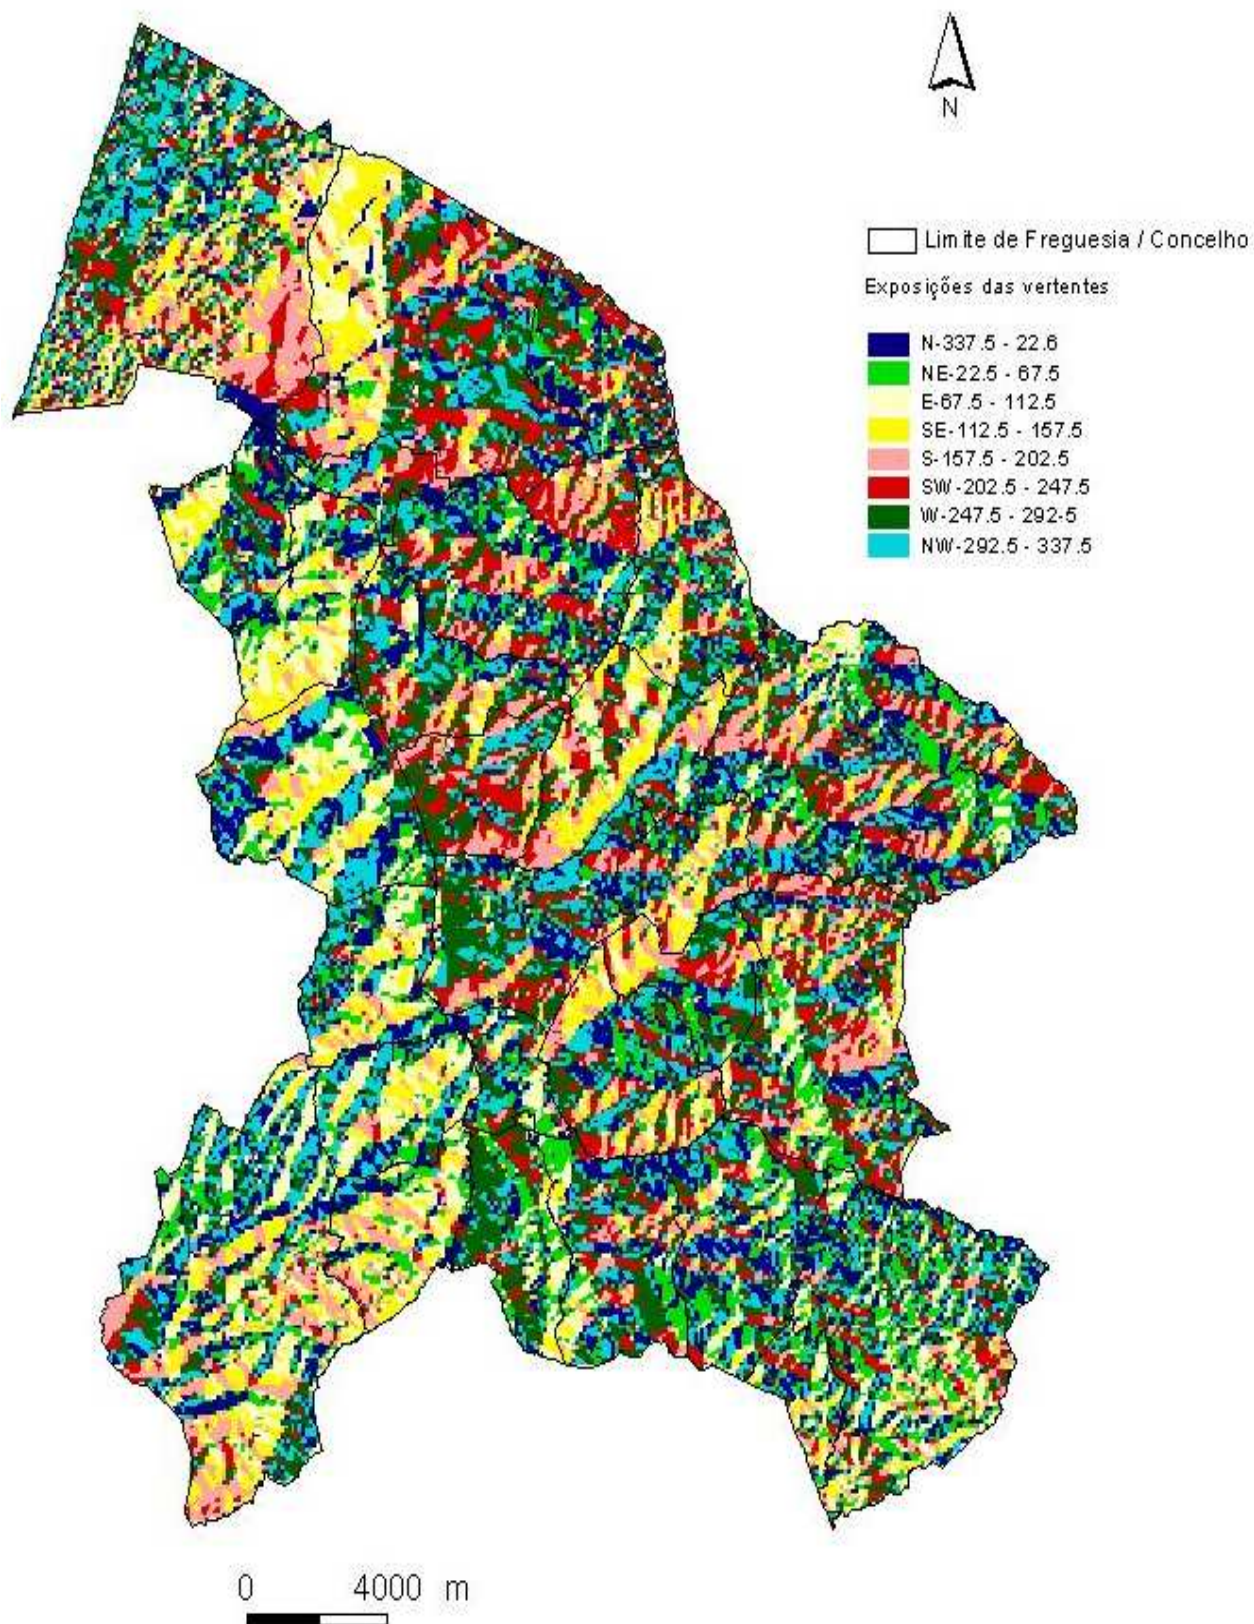 N
Limite de Freguesia / Concelho
Exposições das vertentes
N-337.5 - 22.6
NE-22.5 - 67.5
E-67.5 - 112.5
SE-112.5 - 157.5
S-157.5 - 202.5
SW-202.5 - 247.5
W-247.5 - 292-5
NW-292.5 - 337.5
0 4000 m